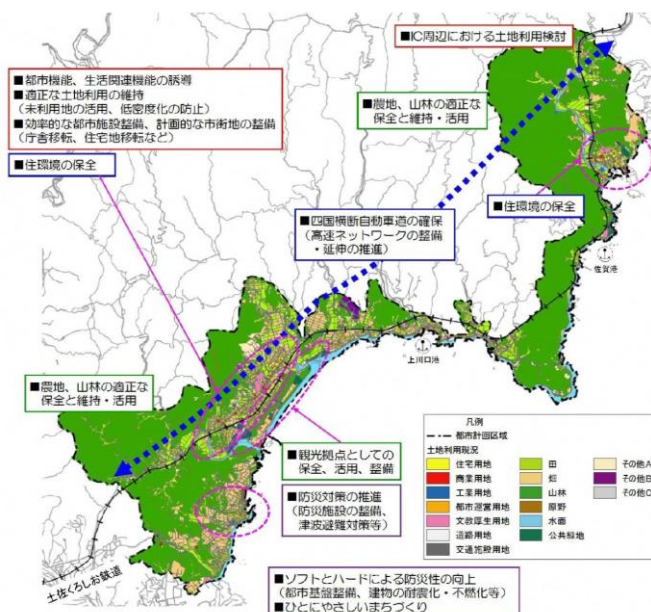 ■IC周辺における土地利用検討
■都市機能、生活関連機能の誘導
■適正な土地利用の維持
(未利用地の活用、低密度化の防止)
■効率的な都市施設整備、計画的な市街地の整備
(庁舎移転、住宅地移転など)
■農地、山林の適正な
保全と維持・活用
■住環境の保全
■四国横断自動車道の確保
(高速ネットワークの整備
・延伸の推進)
■住環境の保全
佐賀港
上川口港
■農地、山林の適正な
保全と維持・活用
■観光拠点としての
保全、活用、整備
■防災対策の推進
(防災施設の整備、
津波避難対策等)
土佐くろしお鉄道
■ソフトとハードによる防災性の向上
(都市基盤整備、建物の耐震化・不燃化等)
■ひとにやさしいまちづくり
凡例
都市計画区域
土地利用現況
住宅用地
商業用地
工業用地
都市運営用地
文教厚生用地
道路用地
交通施設用地
田
畑
山林
原野
水面
公共緑地
その他A
その他B
その他C